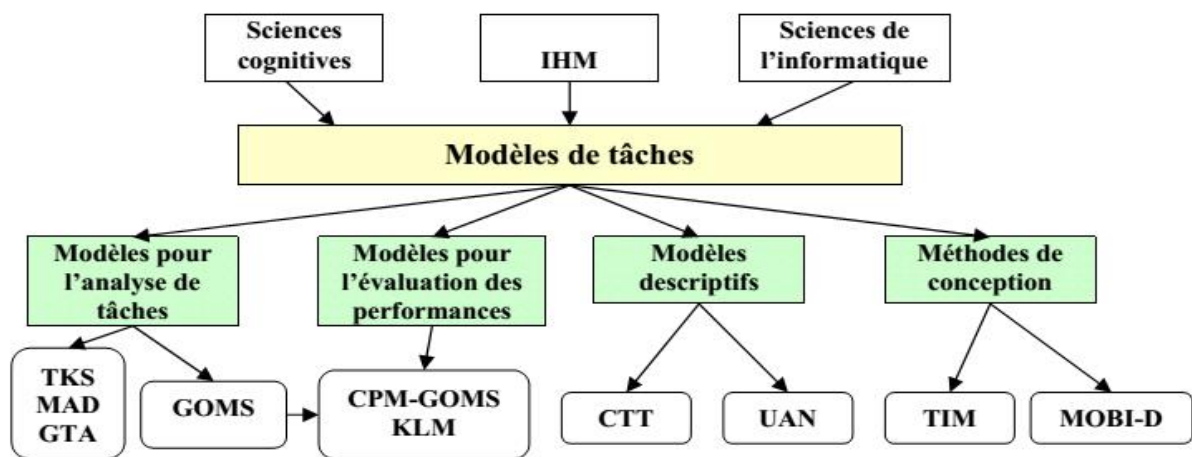 Sciences
cognitives
IHM
Sciences de
l'informatique
Modèles de tâches
Modèles pour
l'analyse de
tâches
Modèles pour
l'évaluation des
performances
Modèles
descriptifs
Méthodes de
conception
TKS
MAD
GTA
GOMS
CPM-GOMS
KLM
CTT
UAN
TIM
MOBI-D